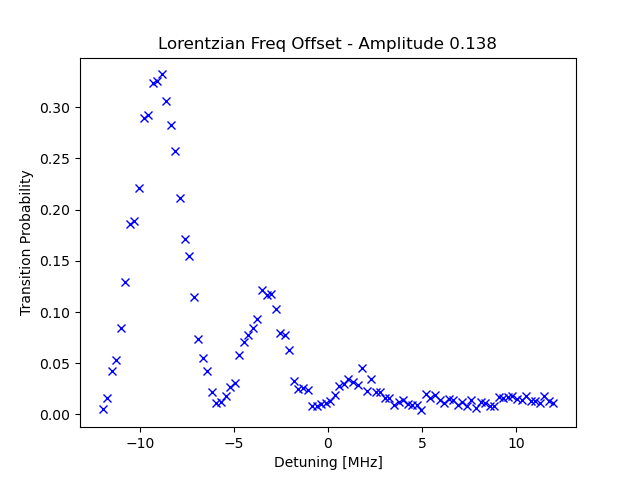 Lorentzian Freq Offset - Amplitude 0.138
Transition Probability
0.30
0.25
0.20
0.15
0.10
0.05
0.00
−10 −5 0 5 10
Detuning [MHz]